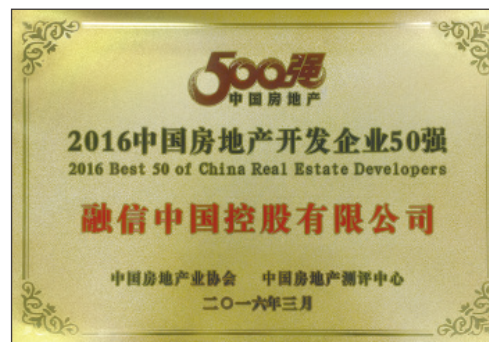 500强
中国房地产
2016中国房地产开发企业50强
2016 Best 50 of China Real Estate Developers
融信中国控股有限公司
中国房地产业协会 中国房地产测评中心
二〇一六年三月